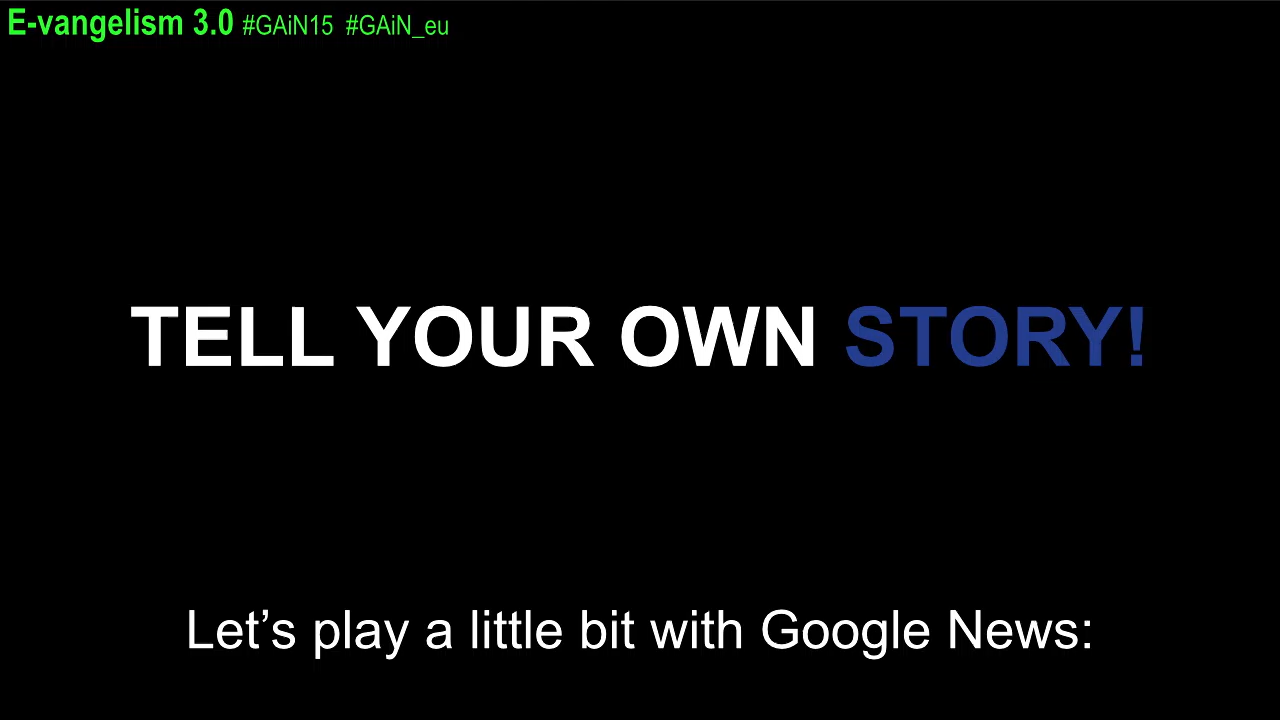 E-vangelism 3.0 #GAiN15 #GAiN_eu
TELL YOUR OWN STORY!
Let’s play a little bit with Google News: